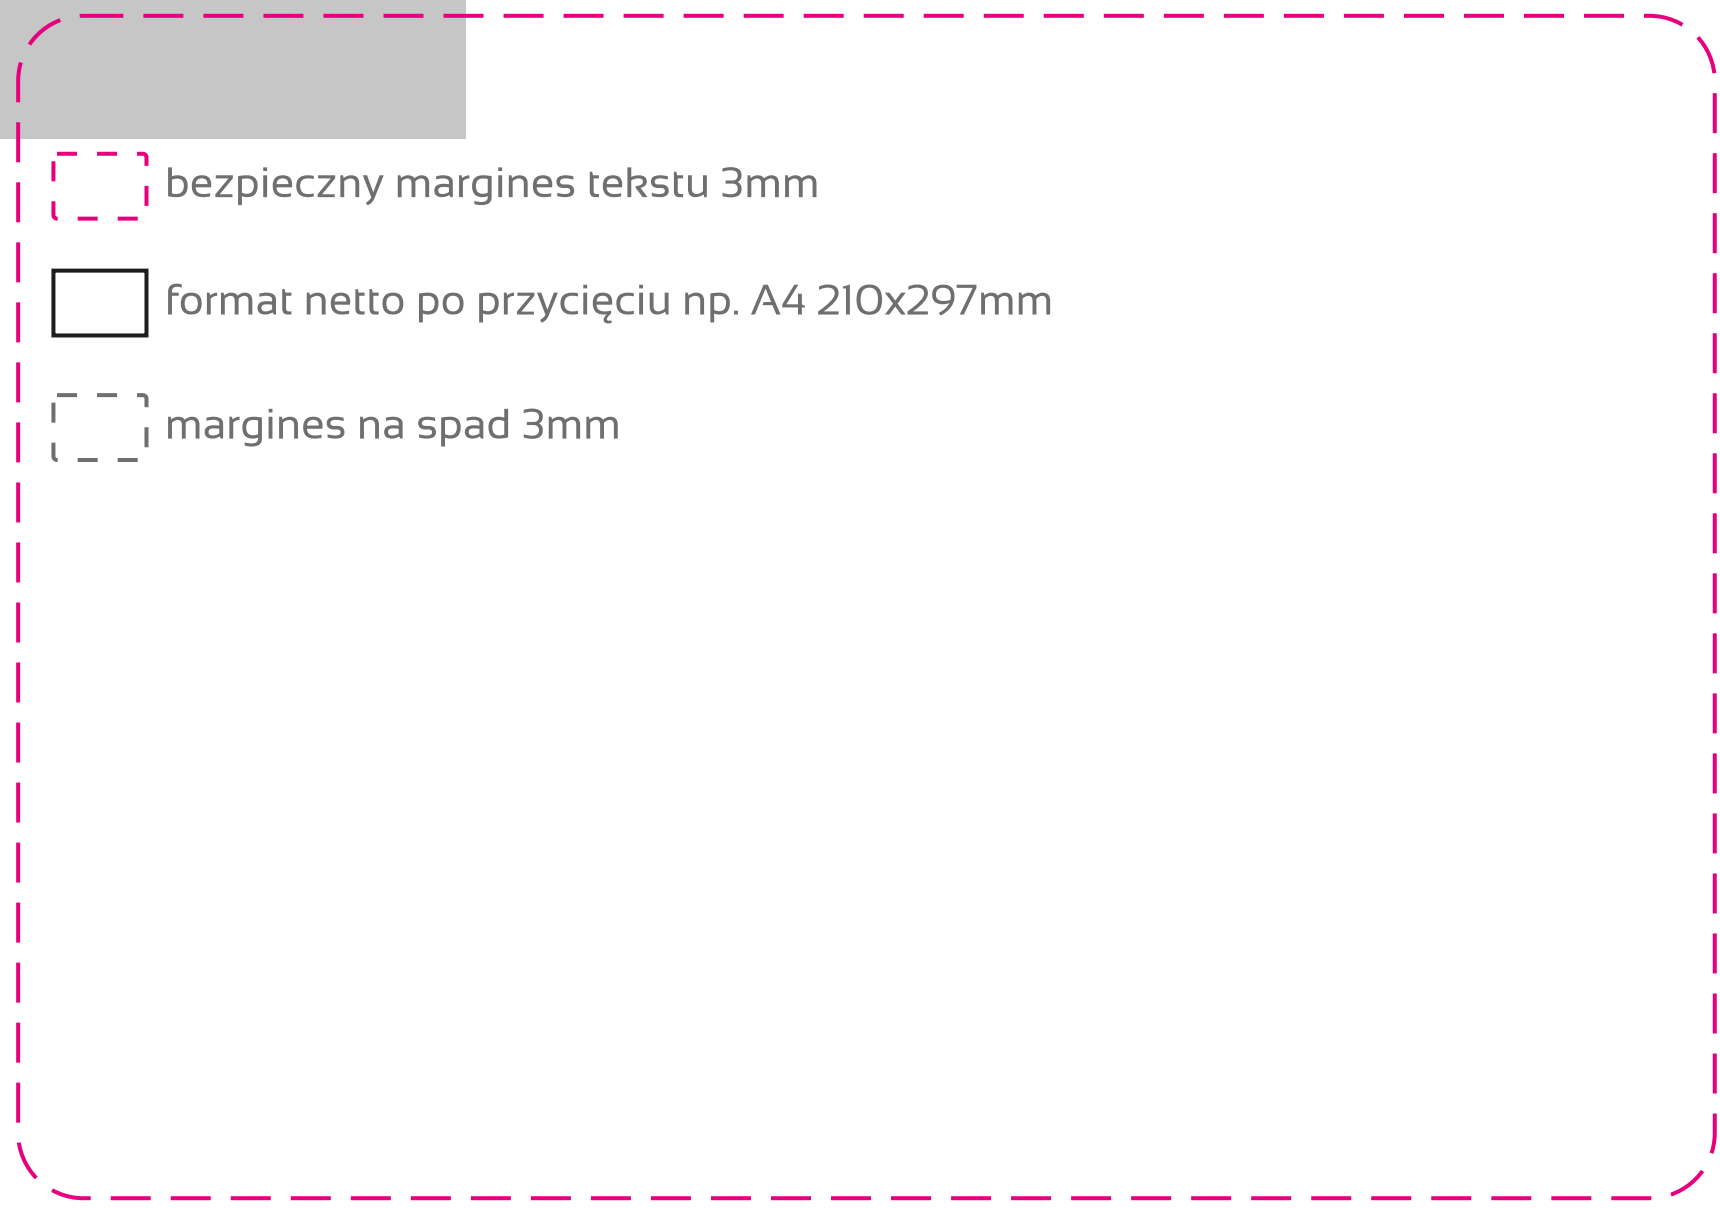 bezpieczny margines tekstu 3mm
format netto po przycięciu np. A4 210x297mm
margines na spad 3mm